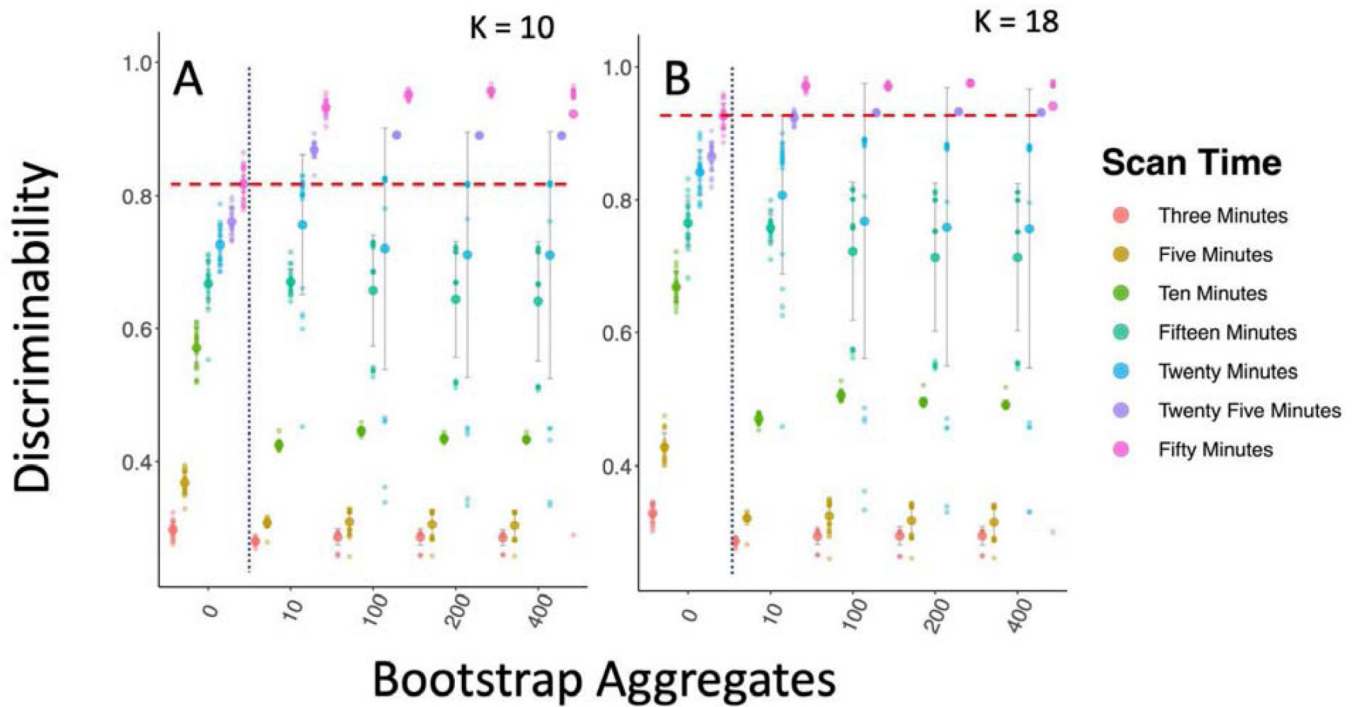 K = 10
K = 18
A
B
1.0
0.8
0.6
0.4
1.0
0.8
0.6
0.4
Discriminability
0
10
100
200
400
0
10
100
200
400
Bootstrap Aggregates
Scan Time
Three Minutes
Five Minutes
Ten Minutes
Fifteen Minutes
Twenty Minutes
Twenty Five Minutes
Fifty Minutes